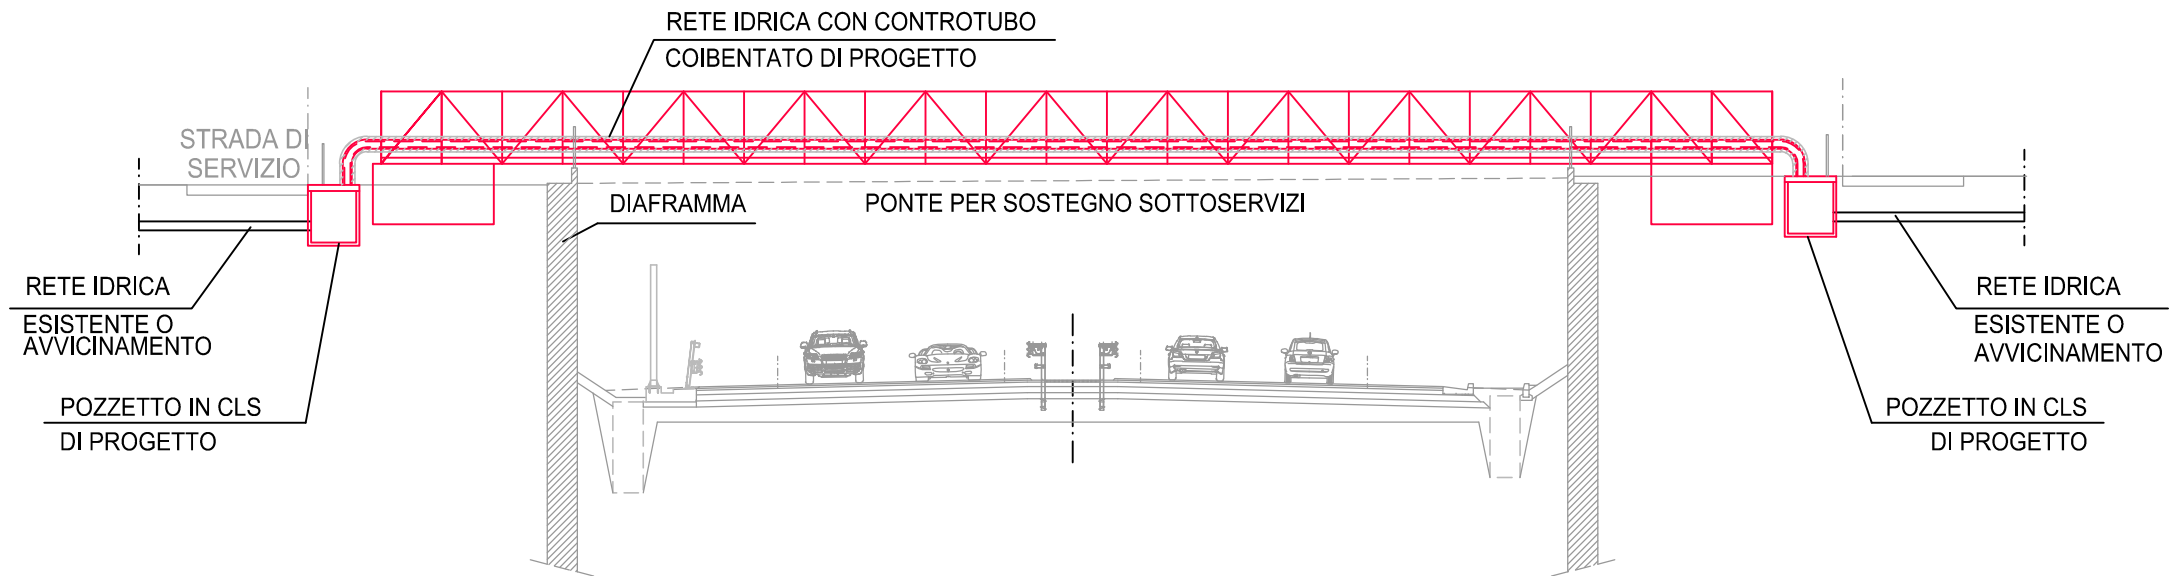 RETE IDRICA CON CONTROTUBO
COIBENTATO DI PROGETTO
STRADA DI
SERVIZIO
DIAFRAMMA
PONTE PER SOSTEGNO SOTTOSERVIZI
RETE IDRICA
ESISTENTE O
AVVICINAMENTO
POZZETTO IN CLS
DI PROGETTO
RETE IDRICA
ESISTENTE O
AVVICINAMENTO
POZZETTO IN CLS
DI PROGETTO